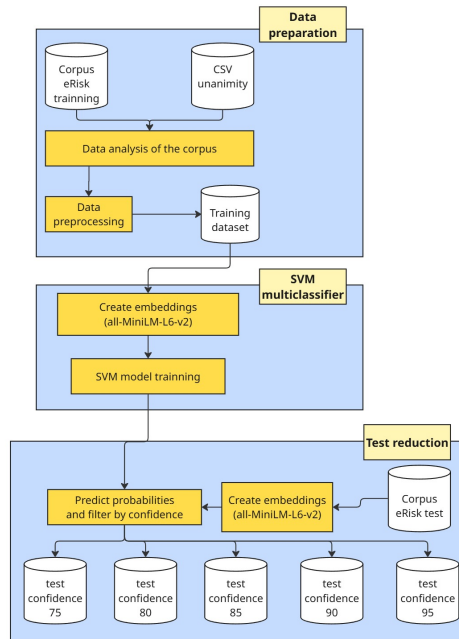 Data
preparation
Corpus
eRisk
trainning
CSV
unanimity
Data analysis of the corpus
Data
preprocessing
Training
dataset
SVM
multiclassifier
Create embeddings
(all-MiniLM-L6-v2)
SVM model trainning
Test reduction
Predict probabilities
and filter by confidence
Create embeddings
(all-MiniLM-L6-v2)
Corpus
eRisk test
test
confidence
75
test
confidence
80
test
confidence
85
test
confidence
90
test
confidence
95